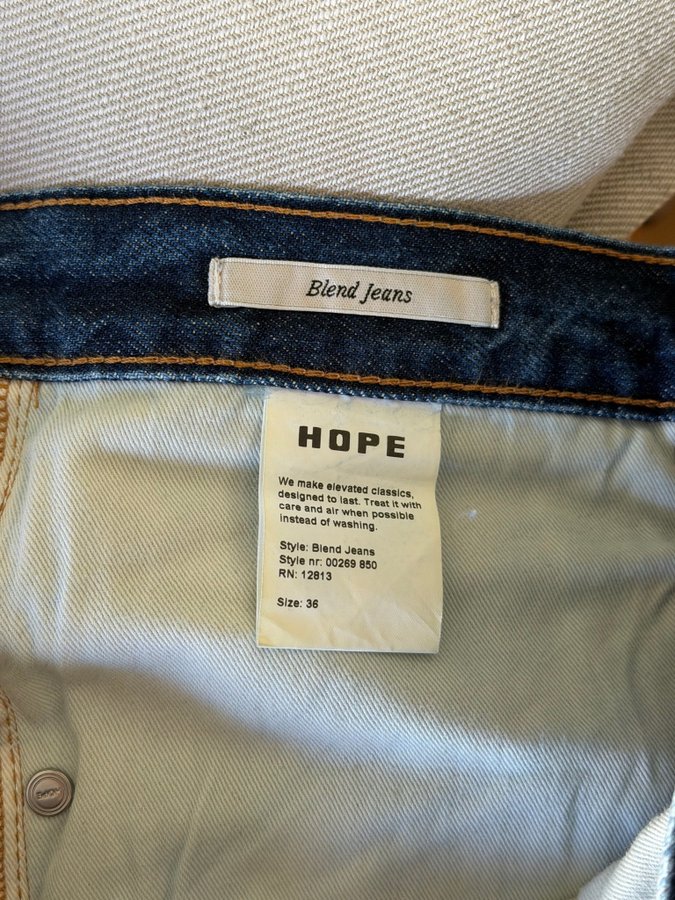 Blend Jeans
HOPE
We make elevated classics,
designed to last. Treat it with
care and air when possible
instead of washing.
Style: Blend Jeans
Style nr: 00269 850
RN: 12813
Size: 36